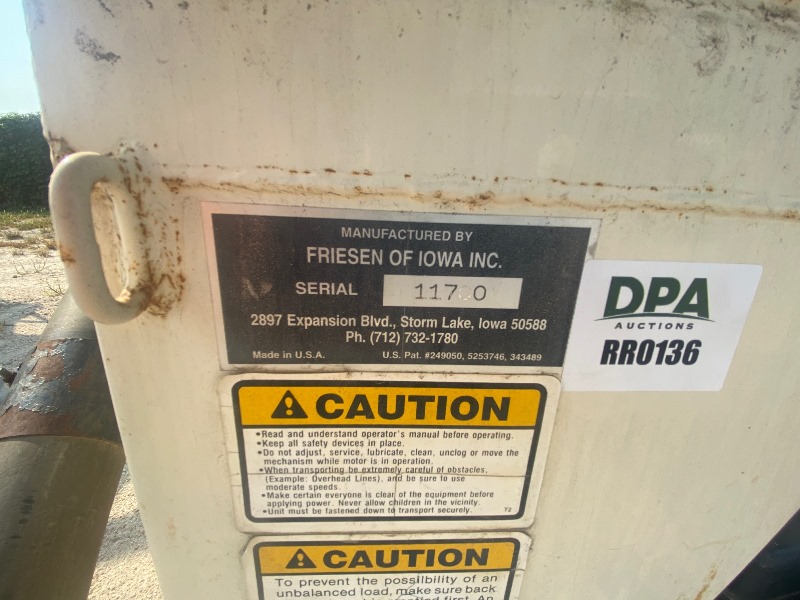 MANUFACTURED BY
FRIESEN OF IOWA INC.
SERIAL
2897 Expansion Blvd., Storm Lake, Iowa 50588
Ph. (712) 732-1780
Made in U.S.A. U.S. Pat. #249050, 5253746, 343489
DPA
AUCTIONS
RR0136
CAUTION
•Read and understand operator's manual before operating.
•Keep all safety devices in place.
•Do not adjust, service, lubricate, clean, unclog or move the
mechanism while motor is in operation.
•When transporting be extremely careful of obstacles,
(Example: Overhead Lines), and be sure to use
moderate speeds.
•Make certain everyone is clear of the equipment before
applying power. Never allow children in the vicinity.
•Unit must be fastened down to transport securely.
CAUTION
To prevent the possilbility of an
unbalanced load, make sure back
first. An